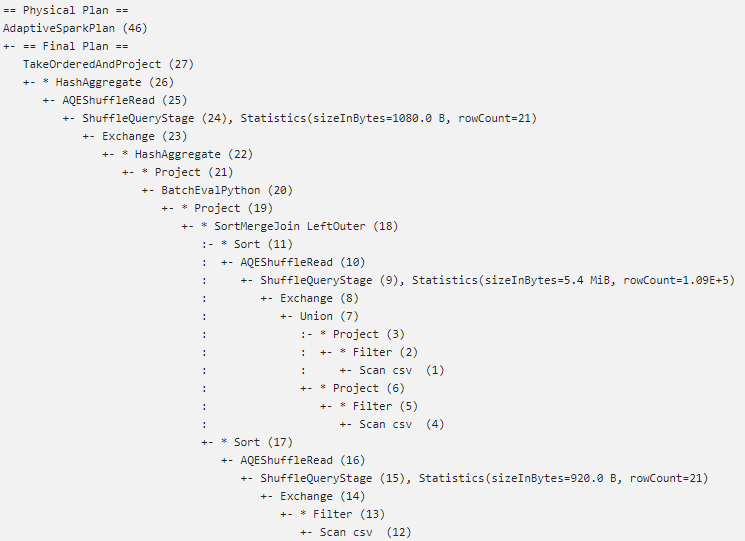 == Physical Plan ==
AdaptiveSparkPlan (46)
+- == Final Plan ==
   TakeOrderedAndProject (27)
   +- * HashAggregate (26)
      +- AQEShuffleRead (25)
         +- ShuffleQueryStage (24), Statistics(sizeInBytes=1080.0 B, rowCount=21)
            +- Exchange (23)
               +- * HashAggregate (22)
                  +- * Project (21)
                     +- BatchEvalPython (20)
                        +- * Project (19)
                           +- * SortMergeJoin LeftOuter (18)
                              :- * Sort (11)
                              :  +- AQEShuffleRead (10)
                              :     +- ShuffleQueryStage (9), Statistics(sizeInBytes=5.4 MiB, rowCount=1.09E+5)
                              :        +- Exchange (8)
                              :           +- Union (7)
                              :              :- * Project (3)
                              :              :  +- * Filter (2)
                              :              :     +- Scan csv  (1)
                              :              +- * Project (6)
                              :                 +- * Filter (5)
                              :                    +- Scan csv  (4)
                              +- * Sort (17)
                                 +- AQEShuffleRead (16)
                                    +- ShuffleQueryStage (15), Statistics(sizeInBytes=920.0 B, rowCount=21)
                                       +- Exchange (14)
                                          +- * Filter (13)
                                             +- Scan csv  (12)